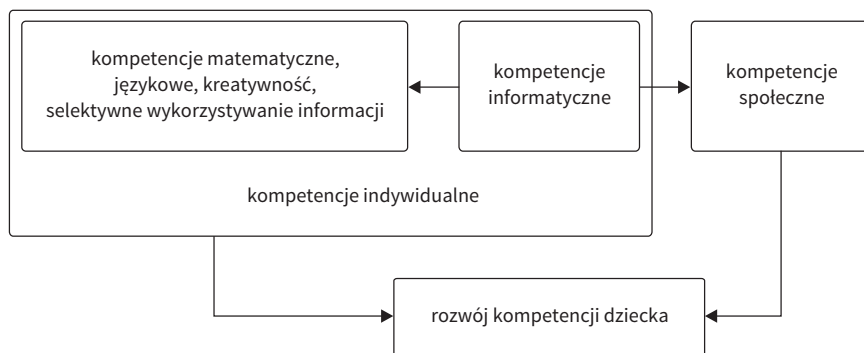 kompetencje matematyczne,
językowe, kreatywność,
selektywne wykorzystywanie informacji
kompetencje
informatyczne
kompetencje
społeczne
kompetencje indywidualne
rozwój kompetencji dziecka